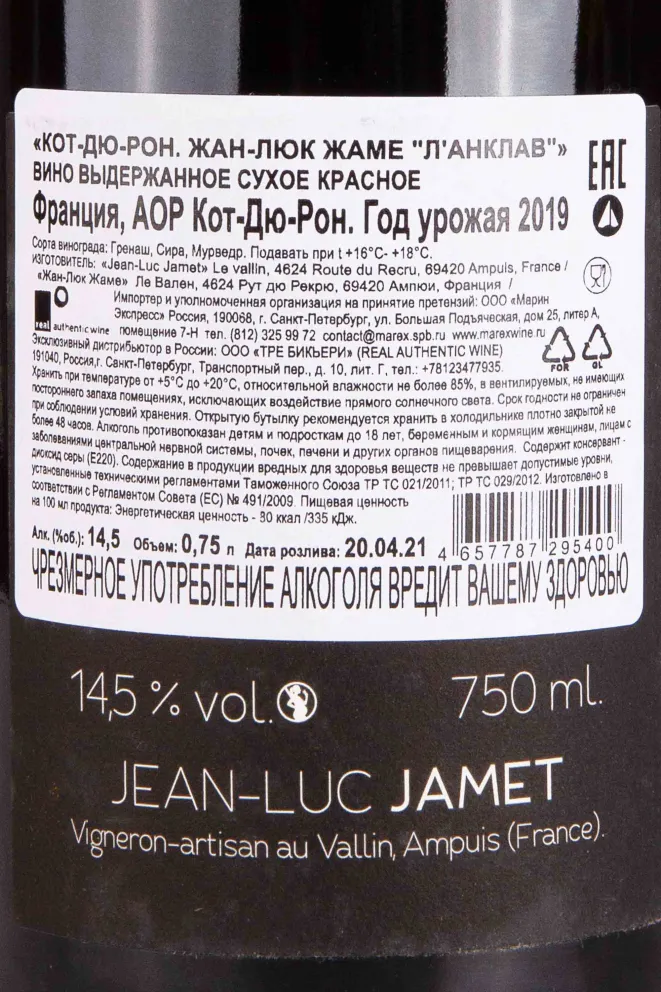 «КОТ-ДЮ-РОН. ЖАН-ЛЮК ЖАМЕ "Л'АНКЛАВ"»
ВИНО ВЫДЕРЖАННОЕ СУХОЕ КРАСНОЕ
EAC
Франция, АОР Кот-Дю-Рон. Год урожая 2019
Сорта винограда: Гренаш, Сира, Мурведр. Подавать при t +16°C- +18°C.
ИЗГОТОВИТЕЛЬ: «Jean-Luc Jamet» Le vallin, 4624 Route du Recru, 69420 Ampuis, France /
«Жан-Люк Жаме» Ле Вален, 4624 Рут дю Рекрю, 69420 Ампюи, Франция /
Импортер и уполномоченная организация на принятие претензий: ООО «Марин
Экспресс» Россия, 190068, г. Санкт-Петербург, ул. Большая Подъяческая, дом 25, литер А,
real authentic wine помещение 7-Н тел. (812) 325 99 72 contact@marex.spb.ru www.marexwine.ru
Эксклюзивный дистрибьютор в России: ООО «ТРЕ БИКЪЕРИ» (REAL AUTHENTIC WINE)
191040, Россия,г. Санкт-Петербург, Транспортный пер., д. 10, лит. Г, тел.: +78123477935.
FOR GL
Хранить при температуре от +5°С до +20°С, относительной влажности не более 85%, в вентилируемых, не имеющих
постороннего запаха помещениях, исключающих воздействие прямого солнечного света. Срок годности не ограничен
при соблюдении условий хранения. Открытую бутылку рекомендуется хранить в холодильнике плотно закрытой не
более 48 часов. Алкоголь противопоказан детям и подросткам до 18 лет, беременным и кормящим женщинам, лицам с
заболеваниями центральной нервной системы, почек, печени и других органов пищеварения. Содержит консервант -
диоксид серы (Е220). Содержание в продукции вредных для здоровья веществ не превышает допустимые уровни,
установленные техническими регламентами Таможенного Союза ТР ТС 021/2011; ТР ТС 029/2012. Изготовлено в
соответствии с Регламентом Совета (ЕС) № 491/2009. Пищевая ценность
на 100 мл продукта: Энергетическая ценность - 80 ккал /335 кДж.
Алк. (%об.): 14,5 Объем: 0,75 л Дата розлива: 20.04.21
4 657787 295400
ЧРЕЗМЕРНОЕ УПОТРЕБЛЕНИЕ АЛКОГОЛЯ ВРЕДИТ ВАШЕМУ ЗДОРОВЬЮ
14,5 % vol. 750 ml.
JEAN-LUC JAMET
Vigneron-artisan au Vallin, Ampuis (France).